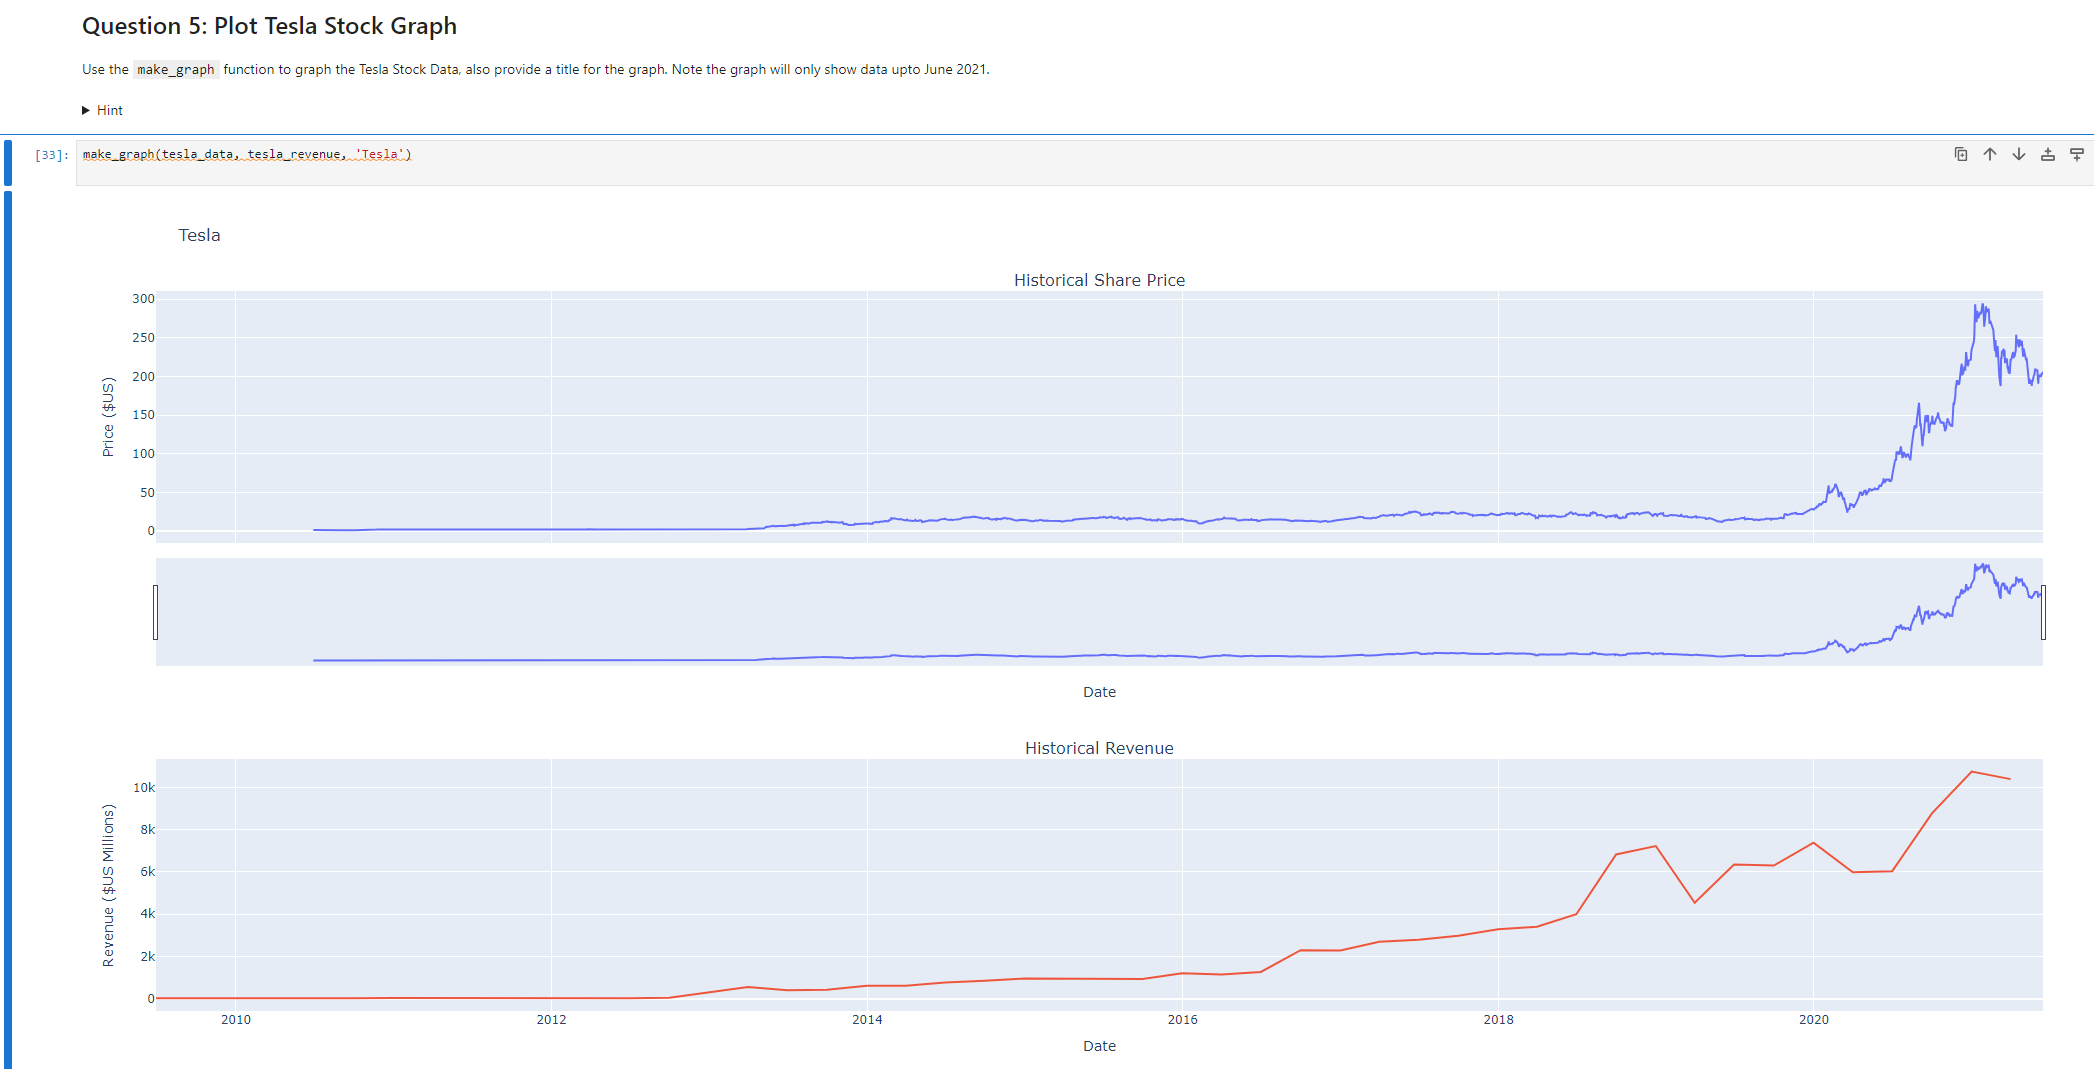 Question 5: Plot Tesla Stock Graph
Use the make_graph function to graph the Tesla Stock Data, also provide a title for the graph. Note the graph will only show data upto June 2021.
Hint
[33]: make_graph(tesla_data, tesla_revenue, 'Tesla')
Tesla
Historical Share Price
Price ($US)
300
250
200
150
100
50
0
Date
Historical Revenue
Revenue ($US Millions)
10k
8k
6k
4k
2k
0
2010 2012 2014 2016 2018 2020
Date